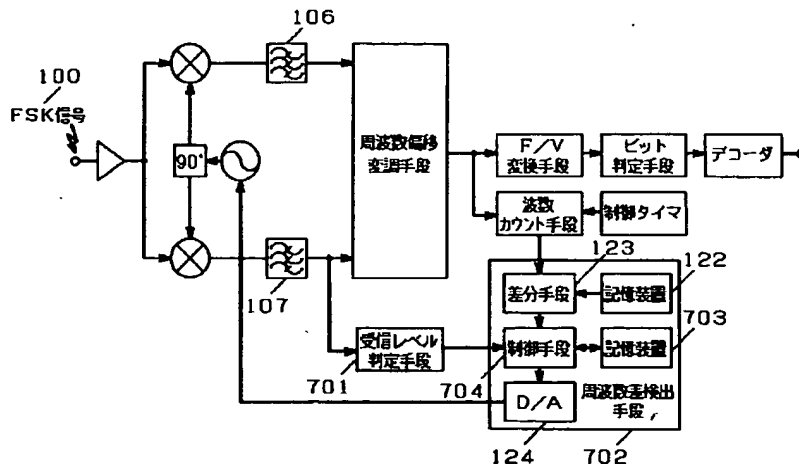 106
100
FSK信号
90°
周波数偏移
変調手段
F/V
変換手段
ビット
判定手段
デコーダ
波数
カウント手段
制御タイマ
123
122
107
差分手段
記憶装置
703
受信レベル
判定手段
制御手段
記憶装置
701
704
D/A
周波数差検出
手段
124
702